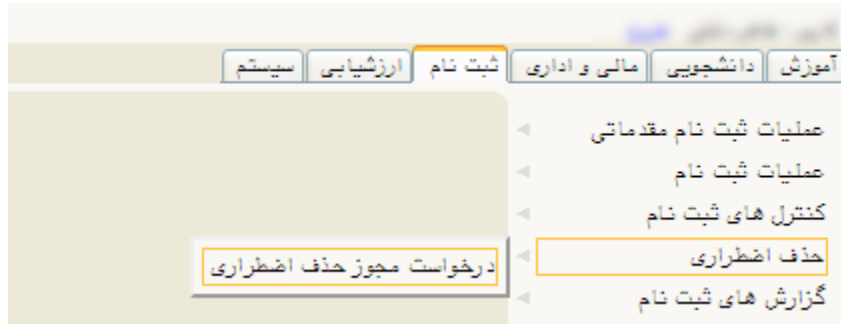 آموزش دانشجویی مالی و اداری ثبت نام ارزشیابی سیستم
عملیات ثبت نام مقدماتی
عملیات ثبت نام
کنترل های ثبت نام
حذف اضطراری
درخواست مجوز حذف اضطراری
گزارش های ثبت نام